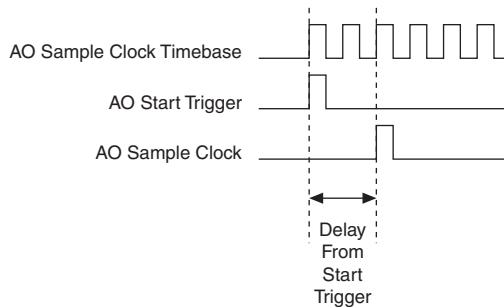 AO Sample Clock Timebase
AO Start Trigger
AO Sample Clock
Delay
From
Start
Trigger